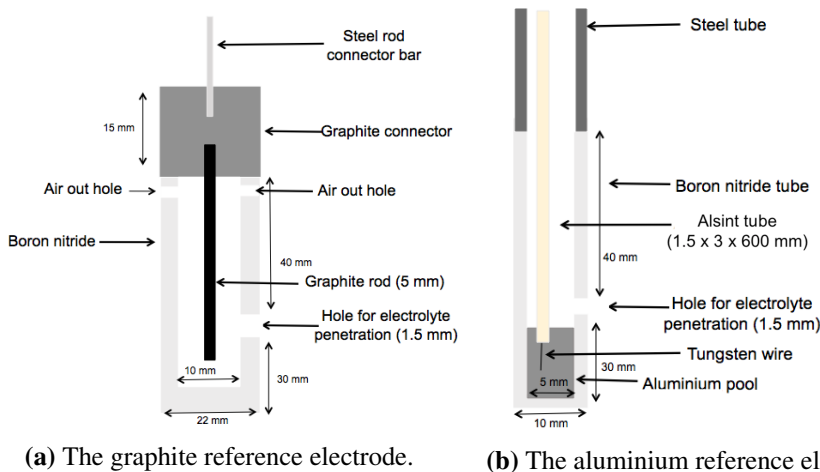 Steel rod
connector bar
15 mm
Graphite connector
Air out hole
Air out hole
Boron nitride
40 mm
Graphite rod (5 mm)
Hole for electrolyte
penetration (1.5 mm)
10 mm
30 mm
22 mm
(a) The graphite reference electrode.
Steel tube
Boron nitride tube
Alsint tube
(1.5 x 3 x 600 mm)
40 mm
Hole for electrolyte
penetration (1.5 mm)
Tungsten wire
30 mm
5 mm
Aluminium pool
10 mm
(b) The aluminium reference el